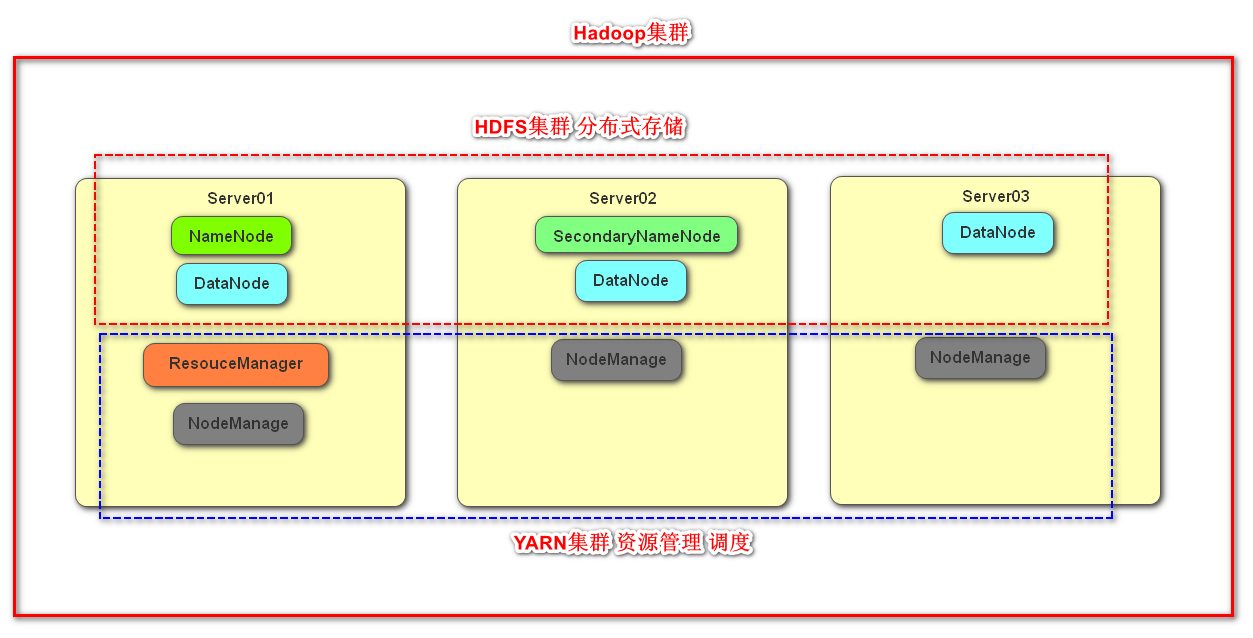 Hadoop集群
HDFS集群 分布式存储
Server01
NameNode
DataNode
ResouceManager
NodeManage
Server02
SecondaryNameNode
DataNode
NodeManage
Server03
DataNode
NodeManage
YARN集群 资源管理 调度